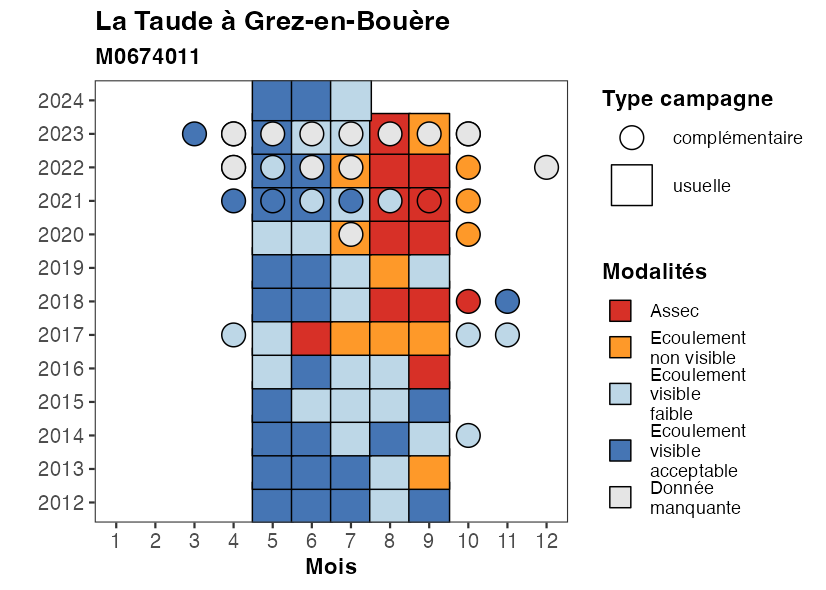 La Taude à Grez-en-Bouère
M0674011
2024
2023
2022
2021
2020
2019
2018
2017
2016
2015
2014
2013
2012
1 2 3 4 5 6 7 8 9 10 11 12
Mois
Type campagne
complémentaire
usuelle
Modalités
Assec
Ecoulement
non visible
Ecoulement
visible
faible
Ecoulement
visible
acceptable
Donnée
manquante